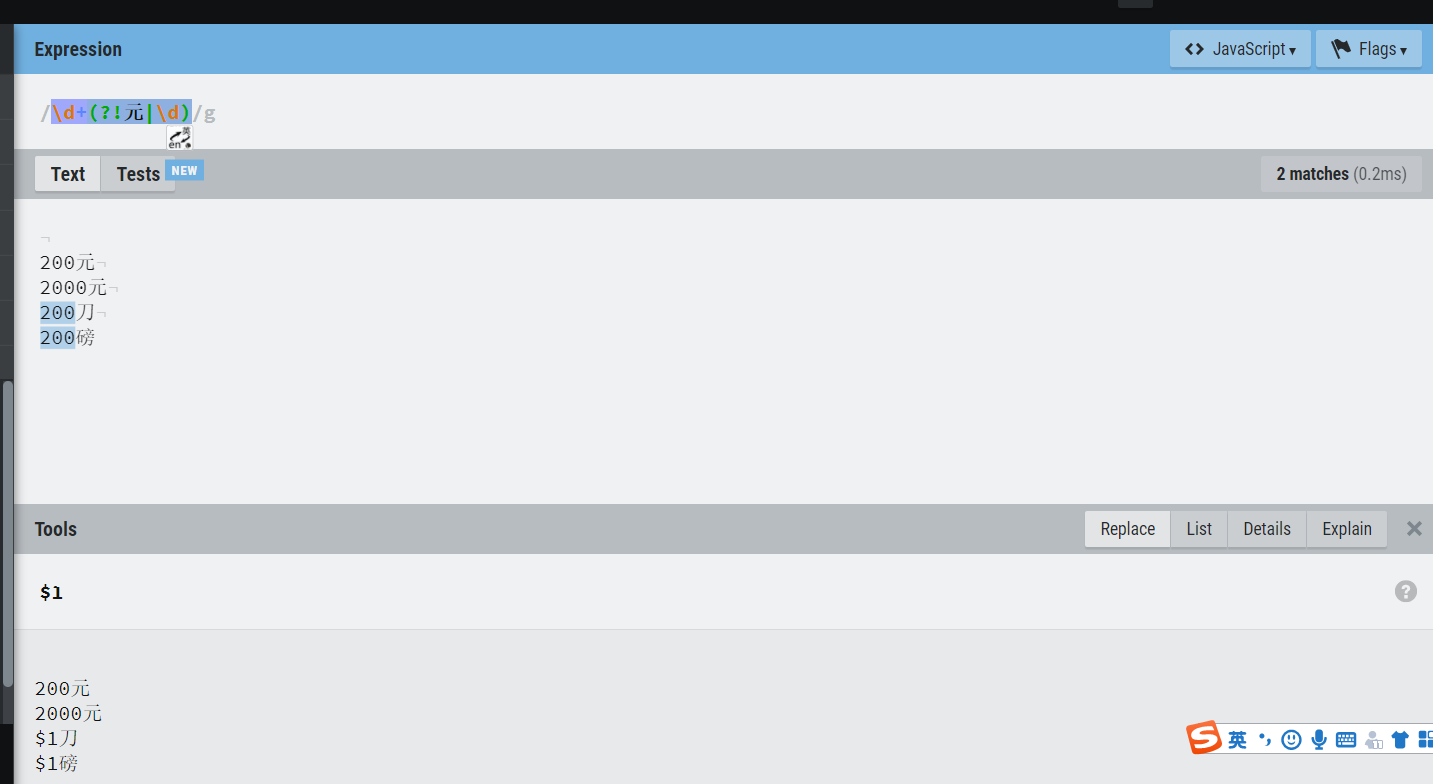 Expression
JavaScript ▾
Flags ▾
/\d+(?!元|\d)/g
英
en
Text
Tests
NEW
2 matches (0.2ms)
200元
2000元
200刀
200磅
Tools
Replace
List
Details
Explain
$1
?
200元
2000元
$1刀
$1磅
S英